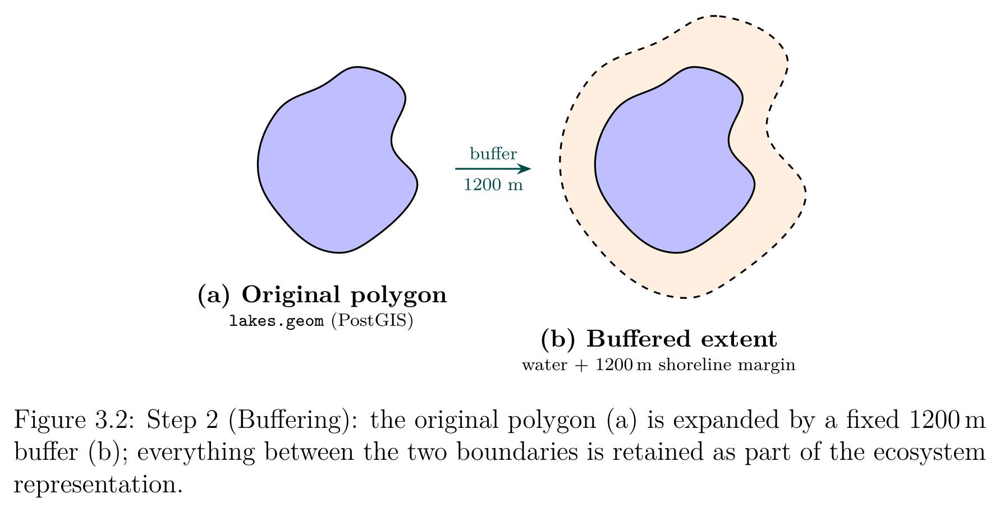 buffer
1200 m
(a) Original polygon
lakes.geom (PostGIS)
(b) Buffered extent
water + 1200 m shoreline margin
Figure 3.2: Step 2 (Buffering): the original polygon (a) is expanded by a fixed 1200 m
buffer (b); everything between the two boundaries is retained as part of the ecosystem
representation.